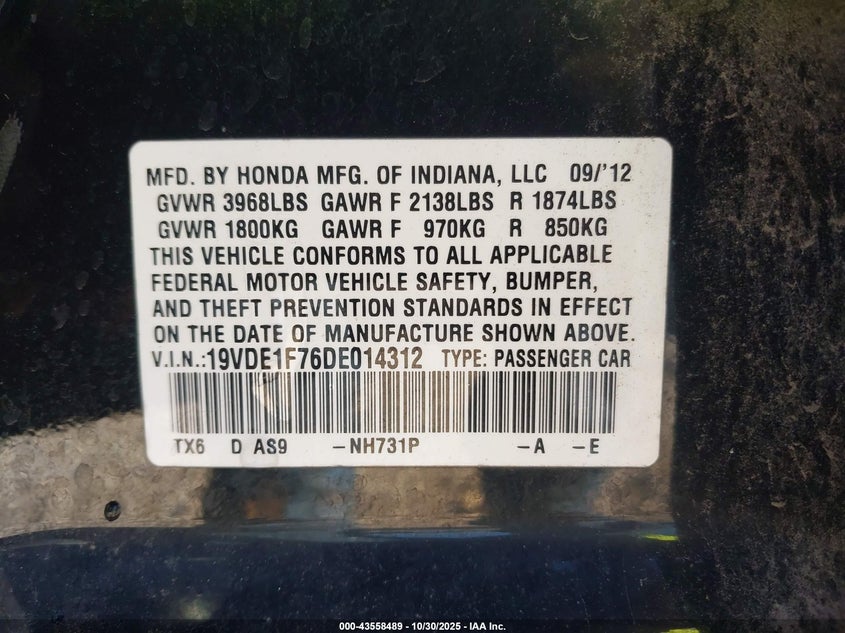 MFD. BY HONDA MFG. OF INDIANA, LLC 09/'12
GVWR 3968LBS GAWR F 2138LBS R 1874LBS
GVWR 1800KG GAWR F 970KG R 850KG
THIS VEHICLE CONFORMS TO ALL APPLICABLE
FEDERAL MOTOR VEHICLE SAFETY, BUMPER,
AND THEFT PREVENTION STANDARDS IN EFFECT
ON THE DATE OF MANUFACTURE SHOWN ABOVE.
V.I.N.:19VDE1F76DE014312 TYPE: PASSENGER CAR
TX6 D AS9 –NH731P –A –E
000-43558489 - 10/30/2025 - IAA Inc.